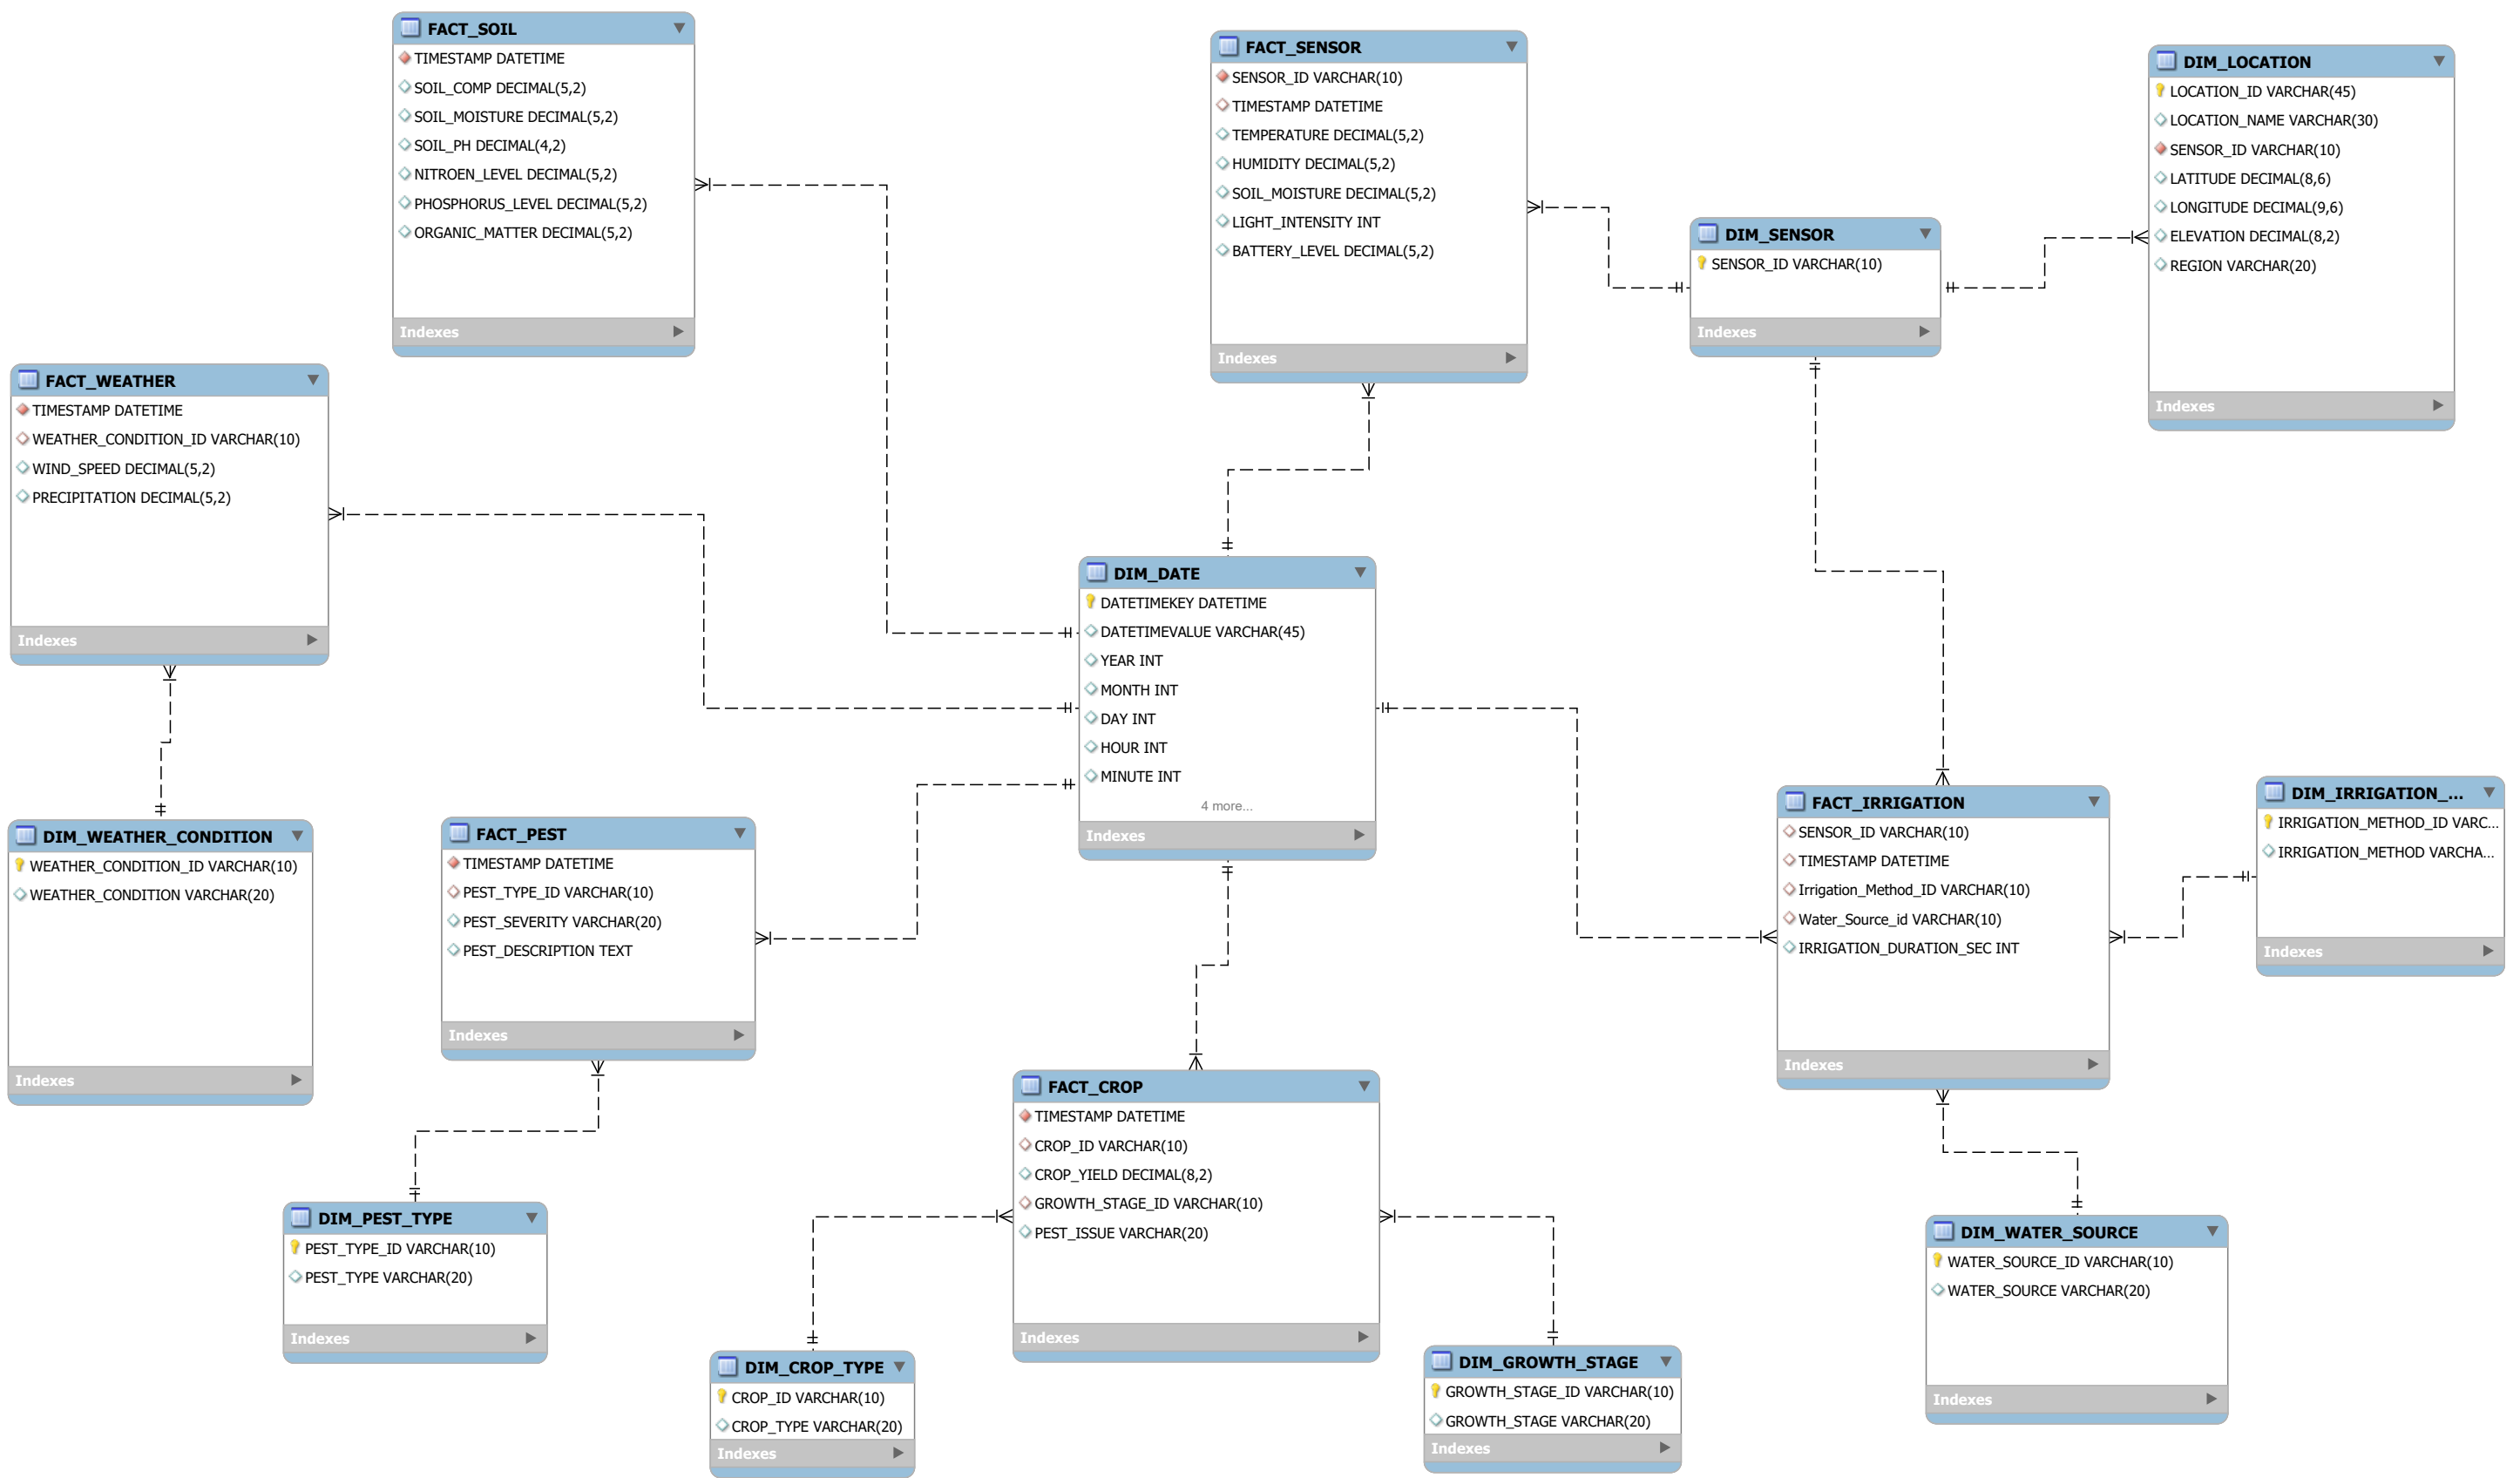 FACT_SOIL
TIMESTAMP DATETIME
SOIL_COMP DECIMAL(5,2)
SOIL_MOISTURE DECIMAL(5,2)
SOIL_PH DECIMAL(4,2)
NITROEN_LEVEL DECIMAL(5,2)
PHOSPHORUS_LEVEL DECIMAL(5,2)
ORGANIC_MATTER DECIMAL(5,2)
Indexes
FACT_SENSOR
SENSOR_ID VARCHAR(10)
TIMESTAMP DATETIME
TEMPERATURE DECIMAL(5,2)
HUMIDITY DECIMAL(5,2)
SOIL_MOISTURE DECIMAL(5,2)
LIGHT_INTENSITY INT
BATTERY_LEVEL DECIMAL(5,2)
Indexes
DIM_LOCATION
LOCATION_ID VARCHAR(45)
LOCATION_NAME VARCHAR(30)
SENSOR_ID VARCHAR(10)
LATITUDE DECIMAL(8,6)
LONGITUDE DECIMAL(9,6)
ELEVATION DECIMAL(8,2)
REGION VARCHAR(20)
Indexes
DIM_SENSOR
SENSOR_ID VARCHAR(10)
Indexes
FACT_WEATHER
TIMESTAMP DATETIME
WEATHER_CONDITION_ID VARCHAR(10)
WIND_SPEED DECIMAL(5,2)
PRECIPITATION DECIMAL(5,2)
Indexes
DIM_DATE
DATETIMEKEY DATETIME
DATETIMEVALUE VARCHAR(45)
YEAR INT
MONTH INT
DAY INT
HOUR INT
MINUTE INT
4 more...
Indexes
DIM_WEATHER_CONDITION
WEATHER_CONDITION_ID VARCHAR(10)
WEATHER_CONDITION VARCHAR(20)
Indexes
FACT_PEST
TIMESTAMP DATETIME
PEST_TYPE_ID VARCHAR(10)
PEST_SEVERITY VARCHAR(20)
PEST_DESCRIPTION TEXT
Indexes
FACT_IRRIGATION
SENSOR_ID VARCHAR(10)
TIMESTAMP DATETIME
Irrigation_Method_ID VARCHAR(10)
Water_Source_id VARCHAR(10)
IRRIGATION_DURATION_SEC INT
Indexes
DIM_IRRIGATION_...
IRRIGATION_METHOD_ID VARC...
IRRIGATION_METHOD VARCHA...
Indexes
FACT_CROP
TIMESTAMP DATETIME
CROP_ID VARCHAR(10)
CROP_YIELD DECIMAL(8,2)
GROWTH_STAGE_ID VARCHAR(10)
PEST_ISSUE VARCHAR(20)
Indexes
DIM_PEST_TYPE
PEST_TYPE_ID VARCHAR(10)
PEST_TYPE VARCHAR(20)
Indexes
DIM_WATER_SOURCE
WATER_SOURCE_ID VARCHAR(10)
WATER_SOURCE VARCHAR(20)
Indexes
DIM_CROP_TYPE
CROP_ID VARCHAR(10)
CROP_TYPE VARCHAR(20)
Indexes
DIM_GROWTH_STAGE
GROWTH_STAGE_ID VARCHAR(10)
GROWTH_STAGE VARCHAR(20)
Indexes